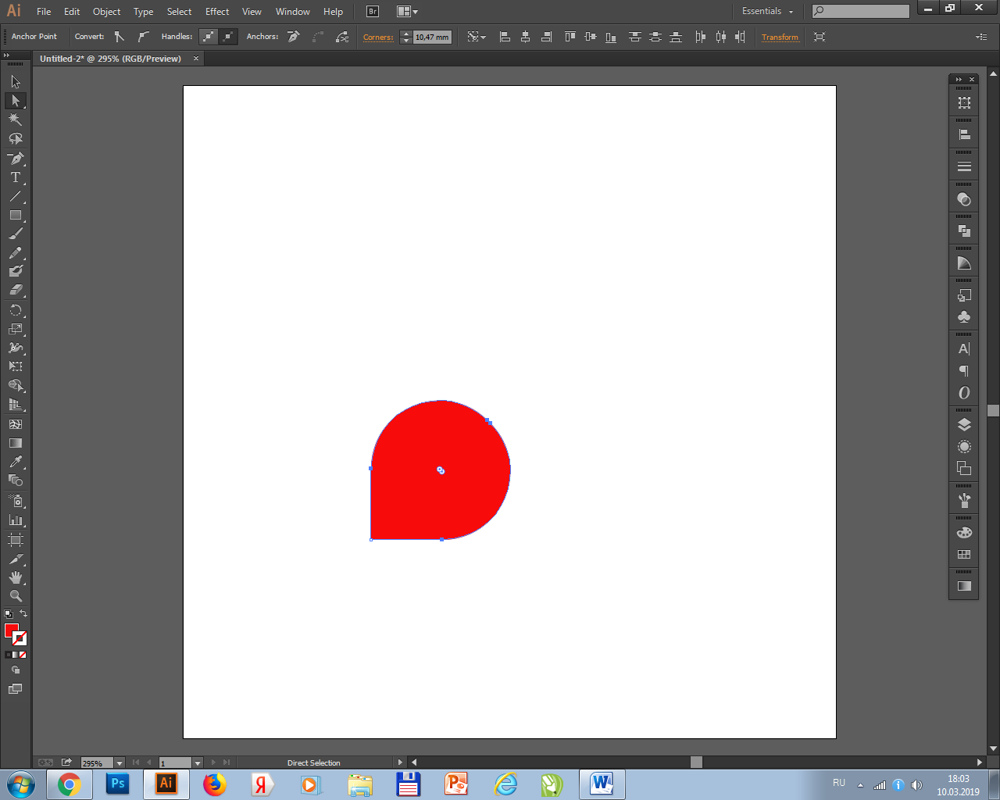 Ai File Edit Object Type Select Effect View Window Help Br Essentials
Anchor Point Convert: Handles: Anchors: Corners: 10,47 mm Transform
Untitled-2* @ 295% (RGB/Preview)
295% 1 Direct Selection
Ps Ai Я P W RU 18:03
10.03.2019